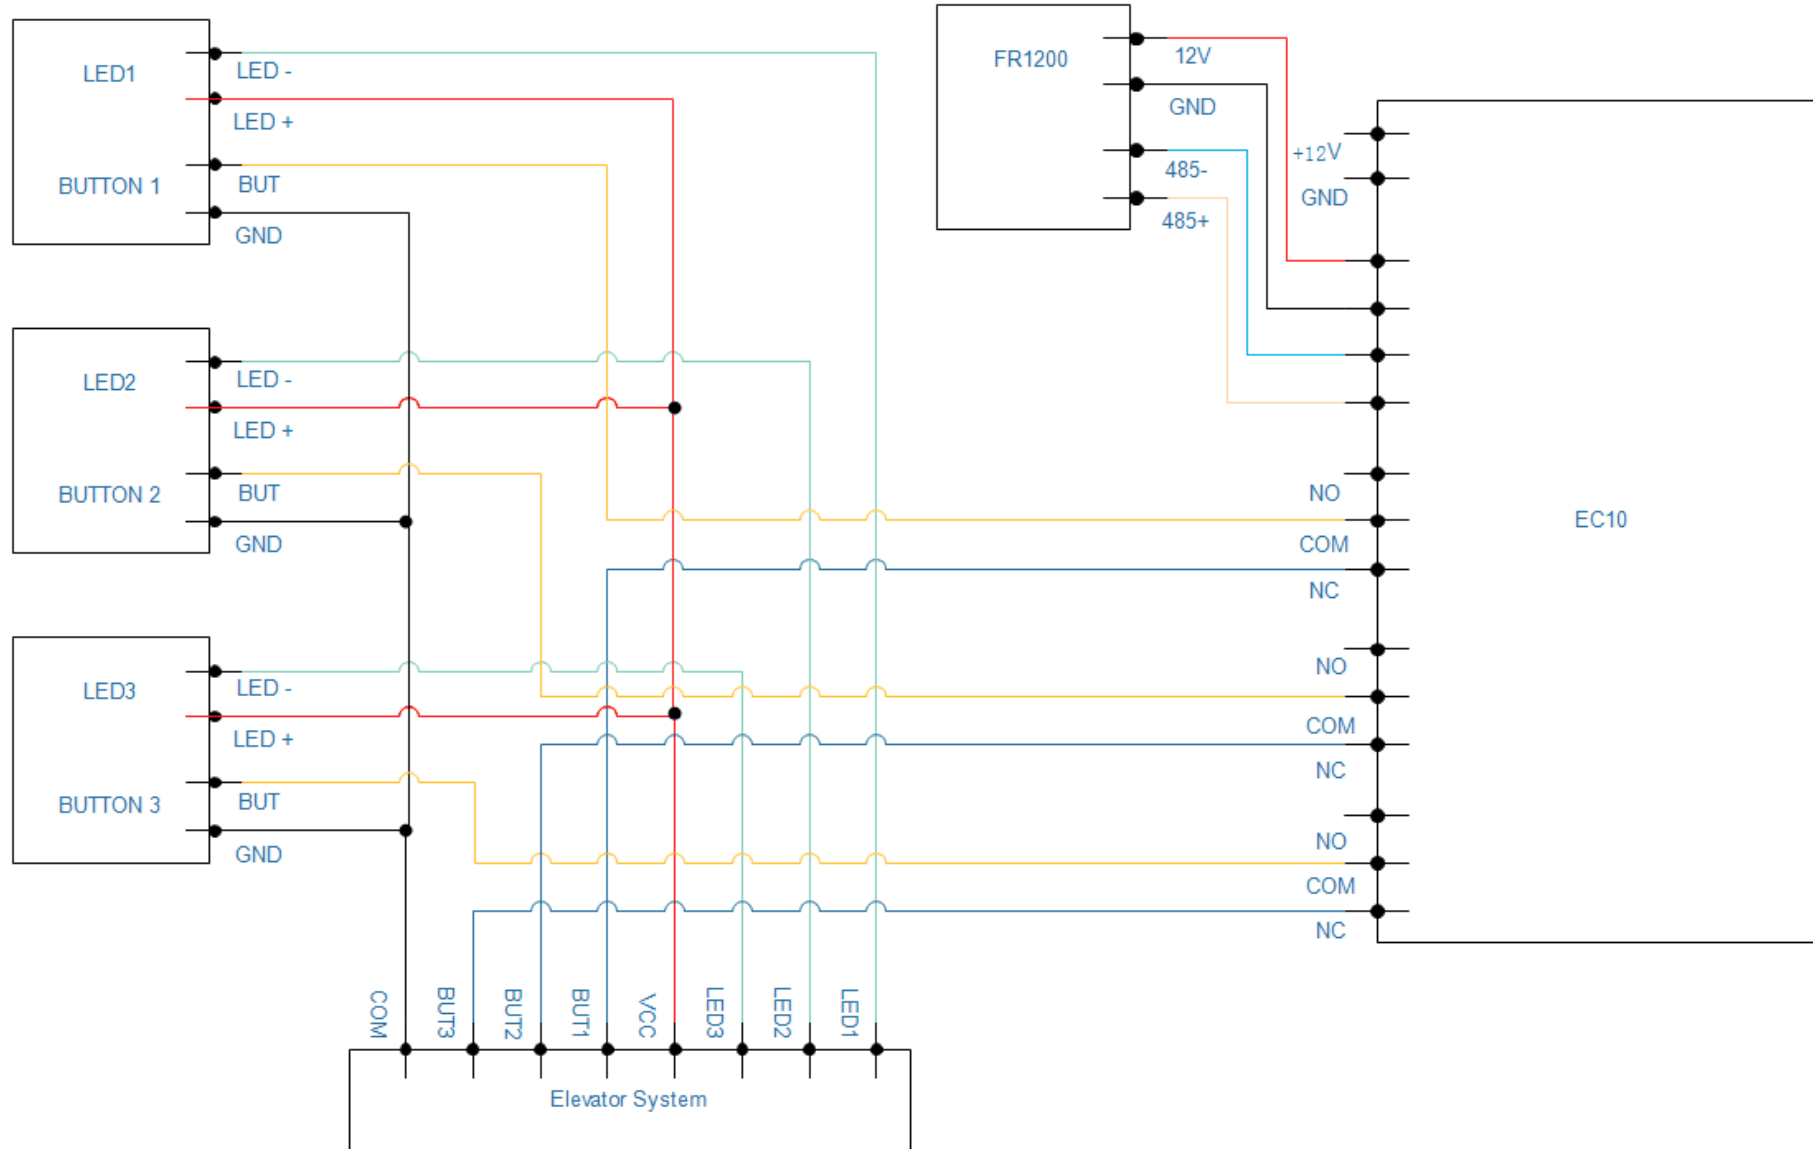 LED1
LED -
LED +
BUTTON 1
BUT
GND
LED2
LED -
LED +
BUTTON 2
BUT
GND
LED3
LED -
LED +
BUTTON 3
BUT
GND
FR1200
12V
GND
485-
485+
+12V
GND
NO
COM
NC
NO
COM
NC
NO
COM
NC
EC10
COM
BUT3
BUT2
BUT1
VCC
LED3
LED2
LED1
Elevator System